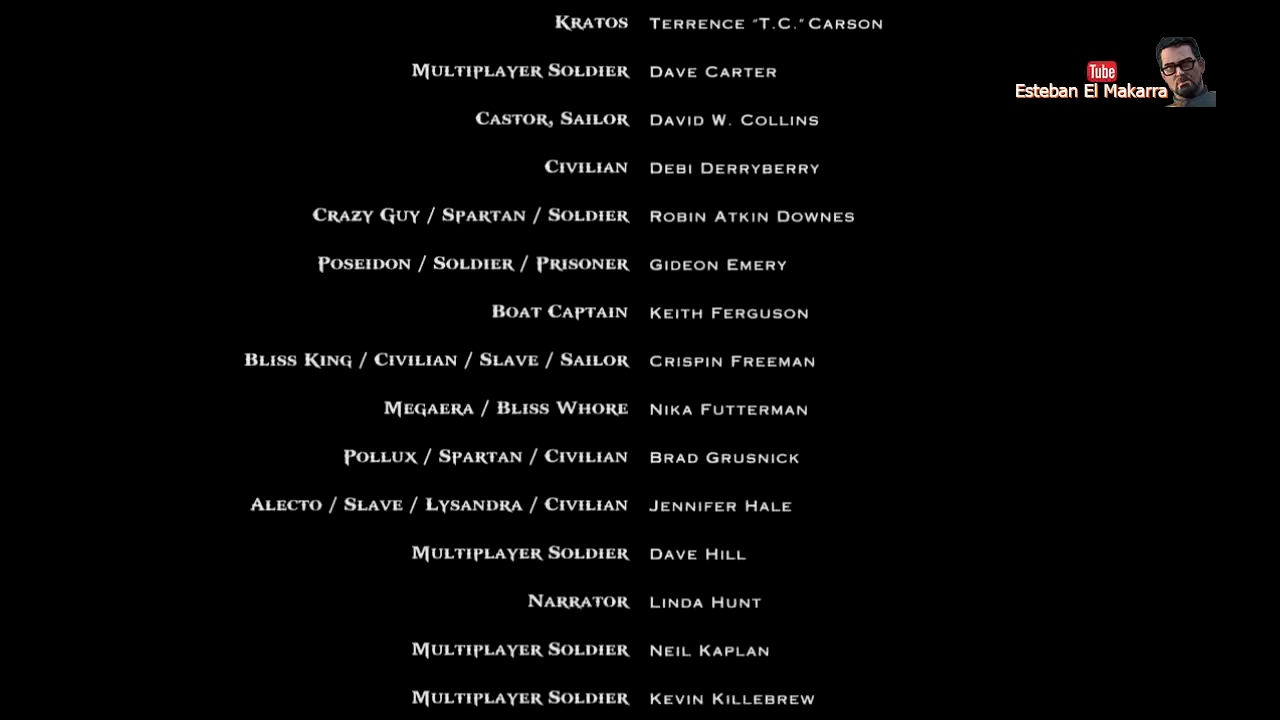 Kratos Terrence "T.C." Carson
Multiplayer Soldier Dave Carter
Tube
Esteban El Makarra
Castor, Sailor David W. Collins
Civilian Debi Derryberry
Crazy Guy / Spartan / Soldier Robin Atkin Downes
Poseidon / Soldier / Prisoner Gideon Emery
Boat Captain Keith Ferguson
Bliss King / Civilian / Slave / Sailor Crispin Freeman
Megaera / Bliss Whore Nika Futterman
Pollux / Spartan / Civilian Brad Grusnick
Alecto / Slave / Lysandra / Civilian Jennifer Hale
Multiplayer Soldier Dave Hill
Narrator Linda Hunt
Multiplayer Soldier Neil Kaplan
Multiplayer Soldier Kevin Killebrew